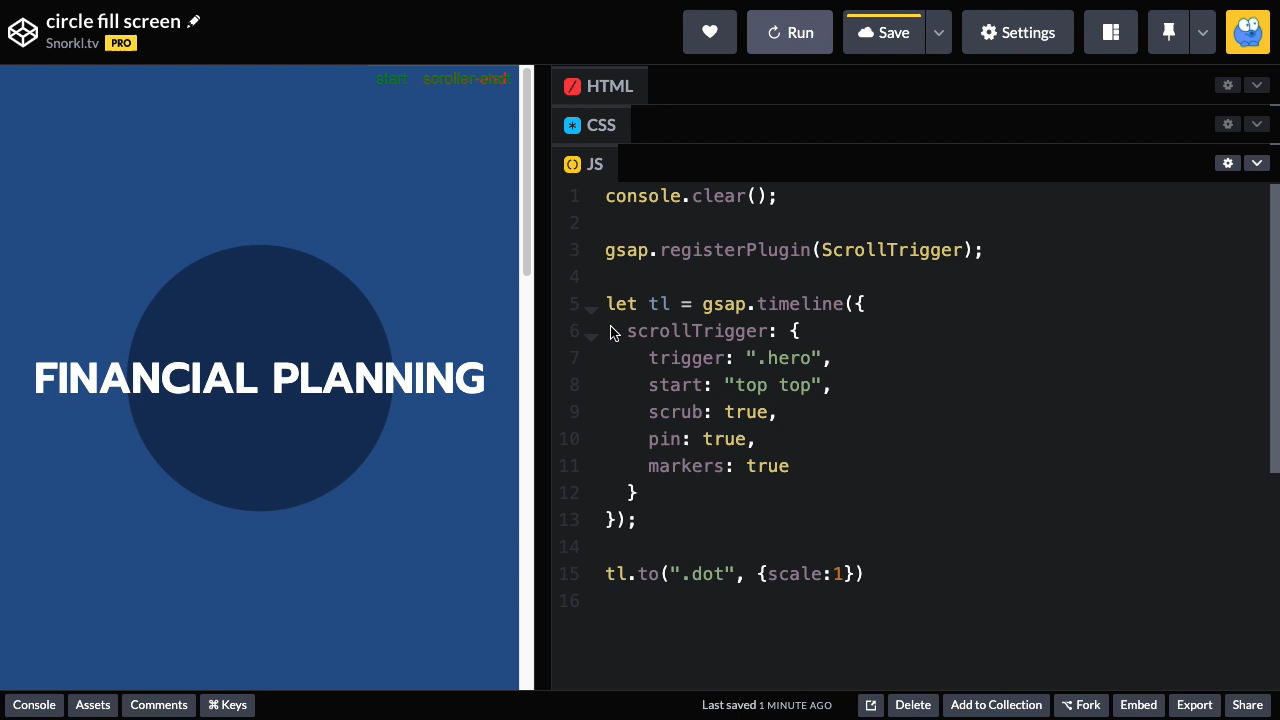 circle fill screen
Snorkl.tv PRO
Run
Save
Settings
start scroller-end
FINANCIAL PLANNING
HTML
CSS
JS
1 console.clear();
2
3 gsap.registerPlugin(ScrollTrigger);
4
5 let tl = gsap.timeline({
6 scrollTrigger: {
7 trigger: ".hero",
8 start: "top top",
9 scrub: true,
10 pin: true,
11 markers: true
12 }
13 });
14
15 tl.to(".dot", {scale:1})
16
Console Assets Comments ⌘ Keys Last saved 1 MINUTE AGO Delete Add to Collection ⌥ Fork Embed Export Share